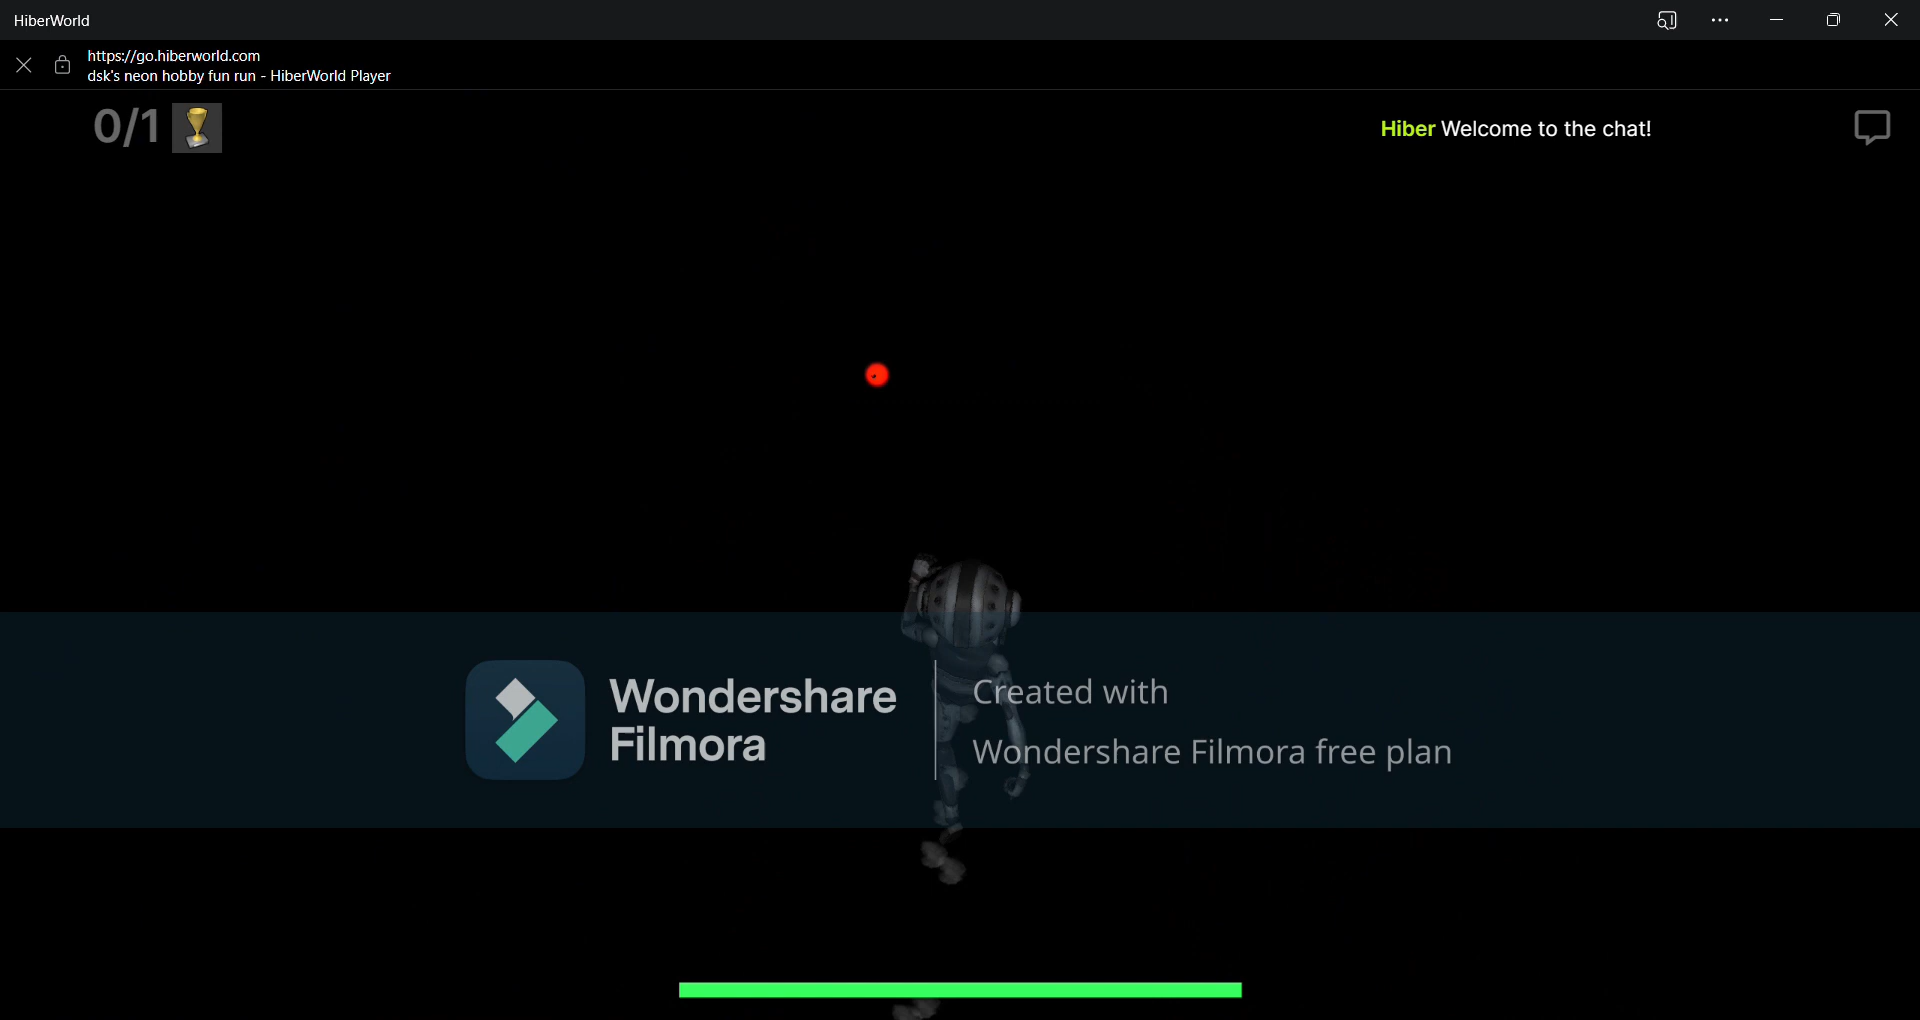 HiberWorld
https://go.hiberworld.com
dsk's neon hobby fun run - HiberWorld Player
0/1
Hiber Welcome to the chat!
Wondershare
Filmora
Created with
Wondershare Filmora free plan